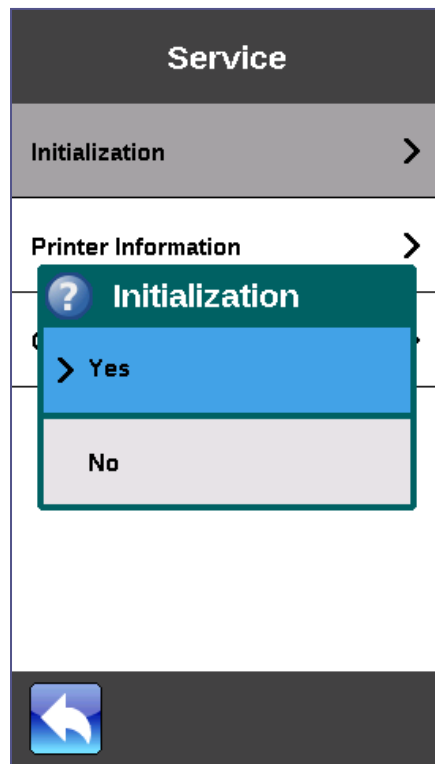 Service
Initialization
Printer Information
Initialization
Yes
No